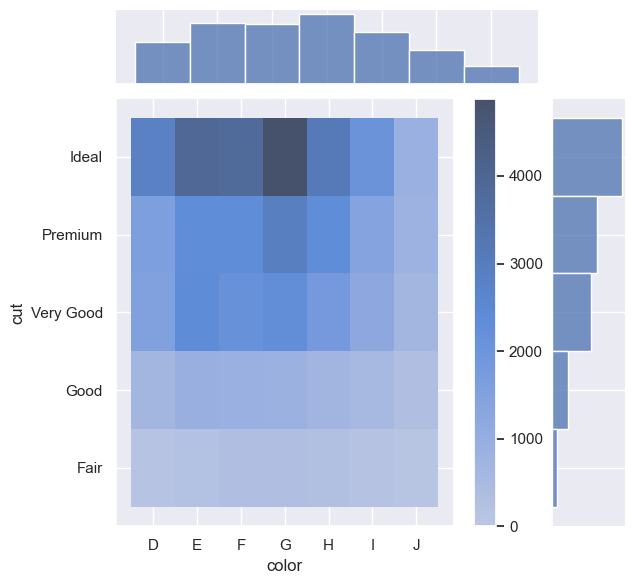 Ideal
Premium
Very Good
Good
Fair
cut
D E F G H I J
color
4000
3000
2000
1000
0